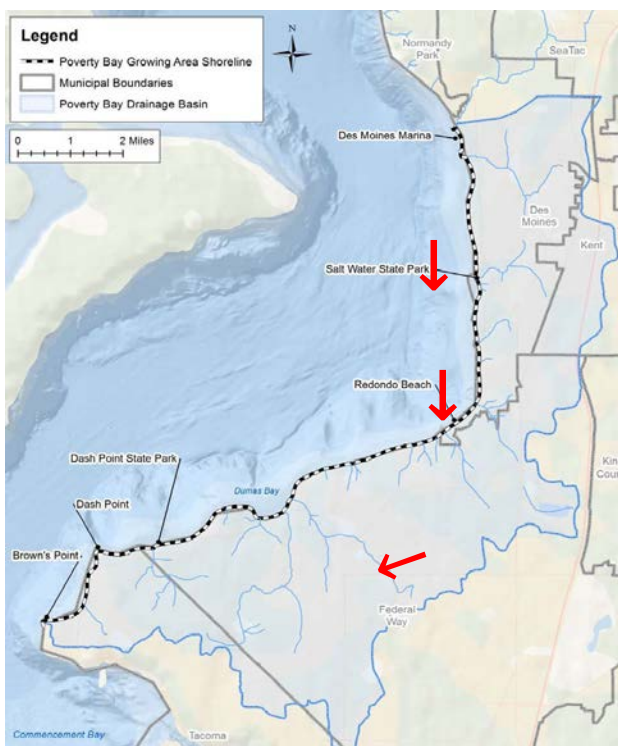 Legend
Poverty Bay Growing Area Shoreline
Municipal Boundaries
Poverty Bay Drainage Basin
0 1 2 Miles
N
Normandy
Park
SeaTac
Des Moines Marina
Des
Moines
Kent
Salt Water State Park
Redondo Beach
Kin
Cou
Dash Point State Park
Dumas Bay
Dash Point
Brown's Point
Federal
Way
Commencement Bay
Tacoma